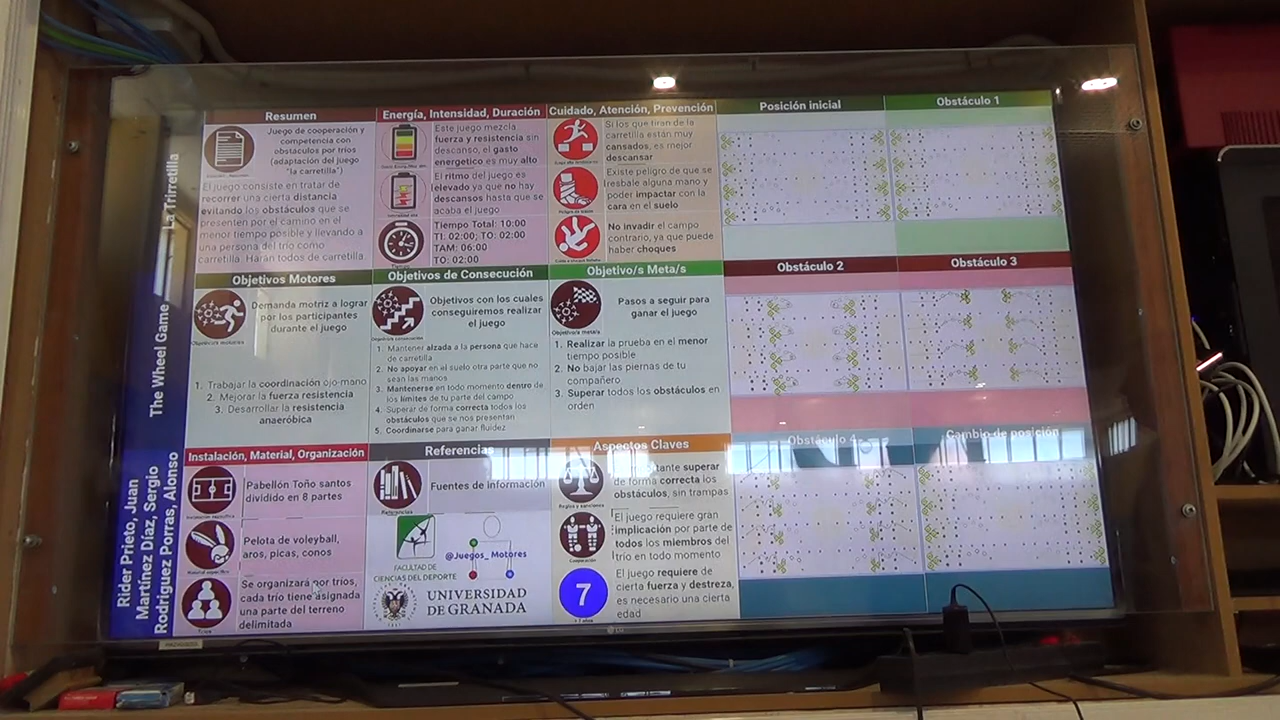 The Wheel Game
La Trirretilla
Rider Prieto, Juan
Martínez Díaz, Sergio
Rodriguez Porras, Alonso
Resumen
Juego de cooperación y
competencia con
obstáculos por tríos
(adaptación del juego
"la carretilla")
El juego consiste en tratar de
recorrer una cierta distancia
evitando los obstáculos que se
presenten por el camino en el
menor tiempo posible y llevando a
una persona del trío como
carretilla. Harán todos de carretilla.
Energía, Intensidad, Duración
Este juego mezcla
fuerza y resistencia sin
descanso, el gasto
energetico es muy alto
El ritmo del juego es
elevado ya que no hay
descansos hasta que se
acaba el juego
Tiempo Total: 10:00
TI: 02:00; TO: 02:00
TAM: 06:00
TO: 02:00
Cuidado, Atención, Prevención
Si los que tiran de la
carretilla están muy
cansados, es mejor
descansar
Existe peligro de que se
resbale alguna mano y
poder impactar con la
cara en el suelo
No invadir el campo
contrario, ya que puede
haber choques
Posición inicial
Obstáculo 1
Obstáculo 2
Obstáculo 3
Obstáculo 4
Cambio de posición
Objetivos Motores
Demanda motriz a lograr
por los participantes
durante el juego
1. Trabajar la coordinación ojo-mano
2. Mejorar la fuerza resistencia
3. Desarrollar la resistencia
anaeróbica
Objetivos de Consecución
Objetivos con los cuales
conseguiremos realizar
el juego
1. Mantener alzada a la persona que hace
de carretilla
2. No apoyar en el suelo otra parte que no
sean las manos
3. Mantenerse en todo momento dentro de
los límites de tu parte del campo
4. Superar de forma correcta todos los
obstáculos que se nos presentan
5. Coordinarse para ganar fluidez
Objetivo/s Meta/s
Pasos a seguir para
ganar el juego
1. Realizar la prueba en el menor
tiempo posible
2. No bajar las piernas de tu
compañero
3. Superar todos los obstáculos en
orden
Instalación, Material, Organización
Pabellón Toño santos
dividido en 8 partes
Pelota de voleyball,
aros, picas, conos
Se organizará por tríos,
cada trío tiene asignada
una parte del terreno
delimitada
Referencias
Fuentes de información
@Juegos_Motores
FACULTAD DE
CIENCIAS DEL DEPORTE
UNIVERSIDAD
DE GRANADA
Aspectos Claves
superar
de forma correcta los
obstáculos, sin trampas
El juego requiere gran
implicación por parte de
todos los miembros del
trío en todo momento
7
El juego requiere de
cierta fuerza y destreza,
es necesario una cierta
edad
LG